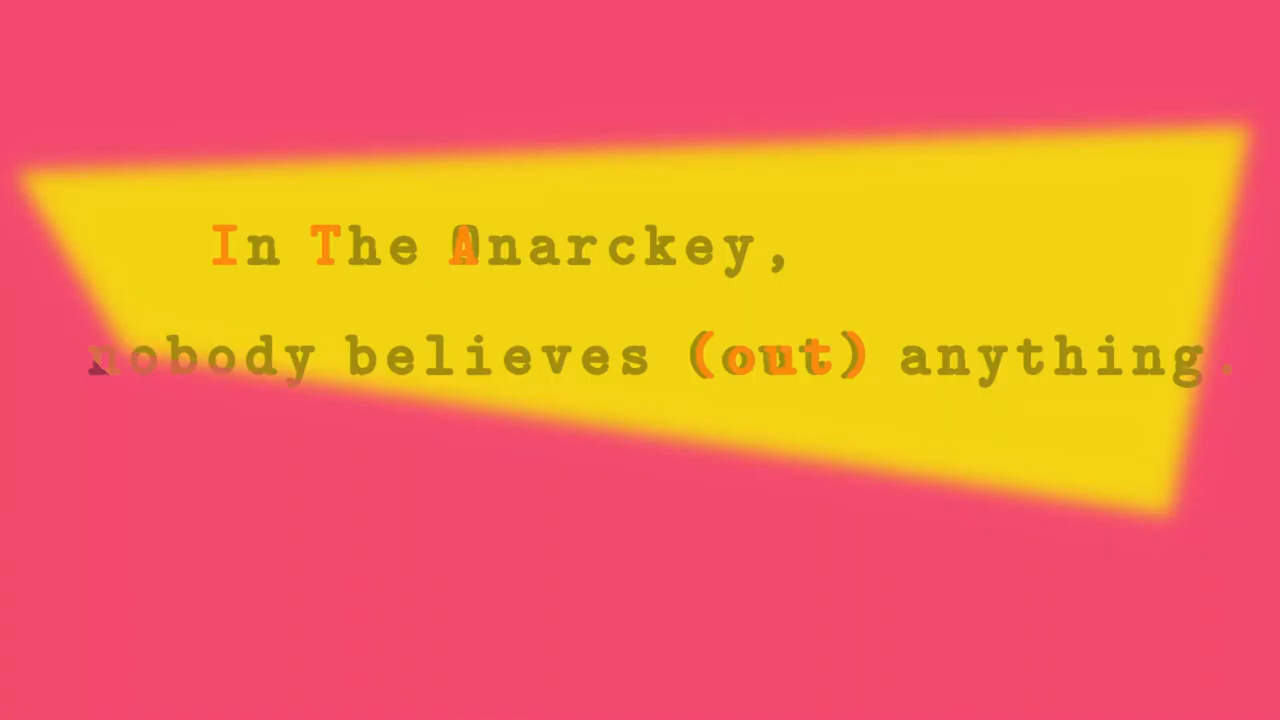 In The Anarckey,
nobody believes (out) anything.